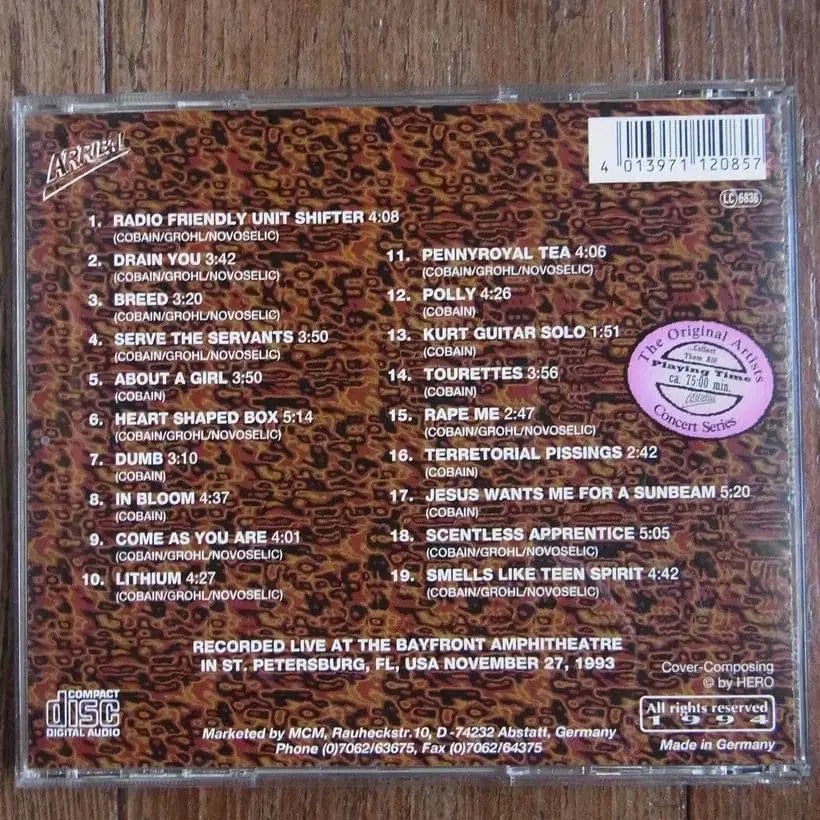 ARRIBA!
4 013971 120857
LC 6836
1. RADIO FRIENDLY UNIT SHIFTER 4:08
(COBAIN/GROHL/NOVOSELIC)
2. DRAIN YOU 3:42
(COBAIN/GROHL/NOVOSELIC)
3. BREED 3:20
(COBAIN/GROHL/NOVOSELIC)
4. SERVE THE SERVANTS 3:50
(COBAIN/GROHL/NOVOSELIC)
5. ABOUT A GIRL 3:50
(COBAIN)
6. HEART SHAPED BOX 5:14
(COBAIN/GROHL/NOVOSELIC)
7. DUMB 3:10
(COBAIN)
8. IN BLOOM 4:37
(COBAIN)
9. COME AS YOU ARE 4:01
(COBAIN/GROHL/NOVOSELIC)
10. LITHIUM 4:27
(COBAIN/GROHL/NOVOSELIC)
11. PENNYROYAL TEA 4:06
(COBAIN/GROHL/NOVOSELIC)
12. POLLY 4:26
(COBAIN)
13. KURT GUITAR SOLO 1:51
(COBAIN)
14. TOURETTES 3:56
(COBAIN)
15. RAPE ME 2:47
(COBAIN/GROHL/NOVOSELIC)
16. TERRETORIAL PISSINGS 2:42
(COBAIN)
17. JESUS WANTS ME FOR A SUNBEAM 5:20
(COBAIN)
18. SCENTLESS APPRENTICE 5:05
(COBAIN/GROHL/NOVOSELIC)
19. SMELLS LIKE TEEN SPIRIT 4:42
(COBAIN/GROHL/NOVOSELIC)
The Original Artists
...Collect
Them All!
Playing Time
ca. 75:00 min.
Concert Series
RECORDED LIVE AT THE BAYFRONT AMPHITHEATRE
IN ST. PETERSBURG, FL, USA NOVEMBER 27, 1993
Cover-Composing
© by HERO
COMPACT
disc
DIGITAL AUDIO
Marketed by MCM, Rauheckstr.10, D -74232 Abstatt, Germany
Phone (0)7062/63675, Fax (0)7062/64375
All rights reserved
1994
Made in Germany